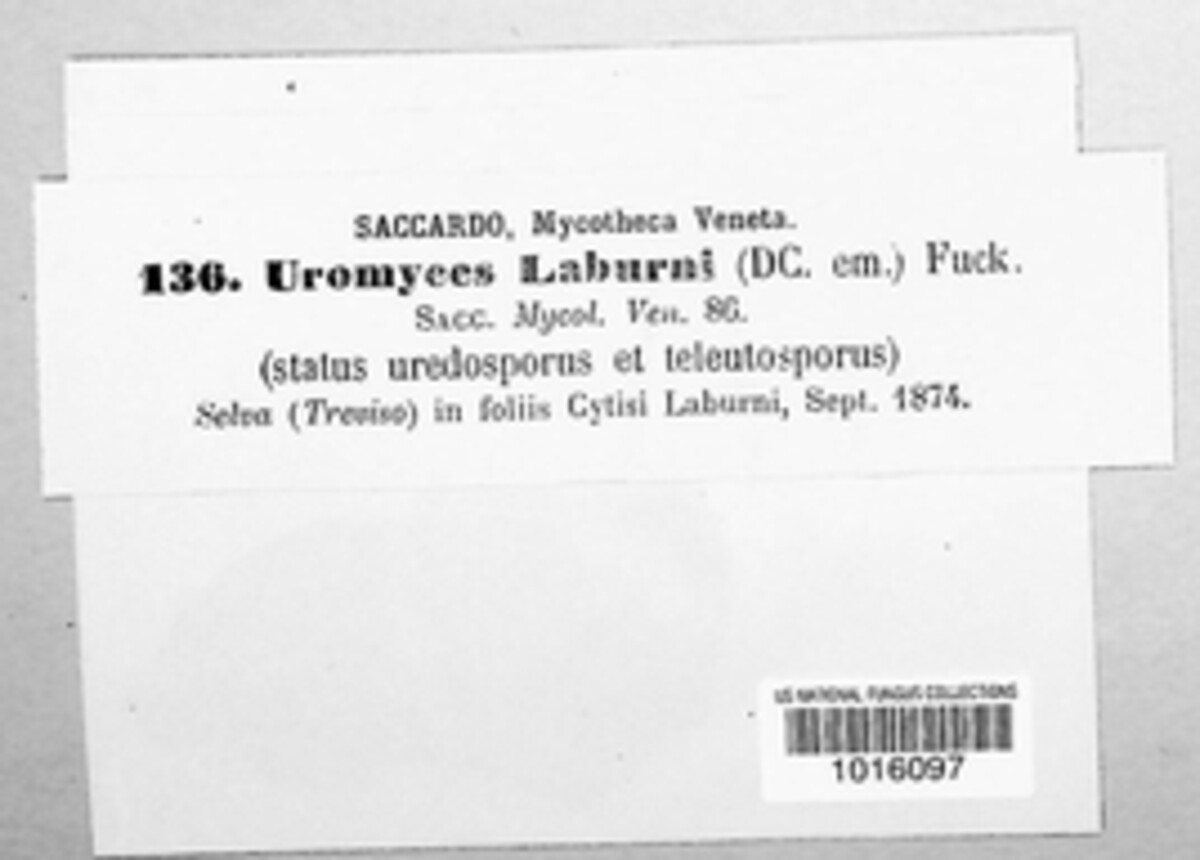 SACCARDO, Mycotheca Veneta.
136. Uromyces Laburni (DC. em.) Fuck.
SACC. Mycol. Ven. 86.
(status uredosporus et teleutosporus)
Selva (Treviso) in foliis Cytisi Laburni, Sept. 1874.
US NATIONAL FUNGUS COLLECTIONS
1016097